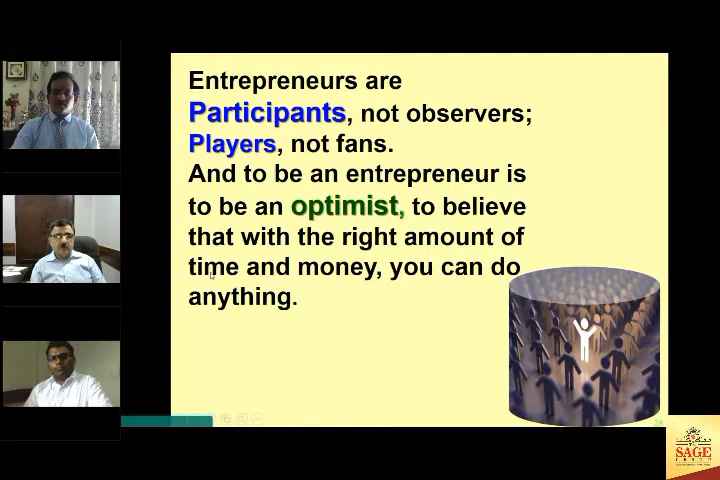 Entrepreneurs are
Participants, not observers;
Players, not fans.
And to be an entrepreneur is
to be an optimist, to believe
that with the right amount of
time and money, you can do
anything.
28
SAGE